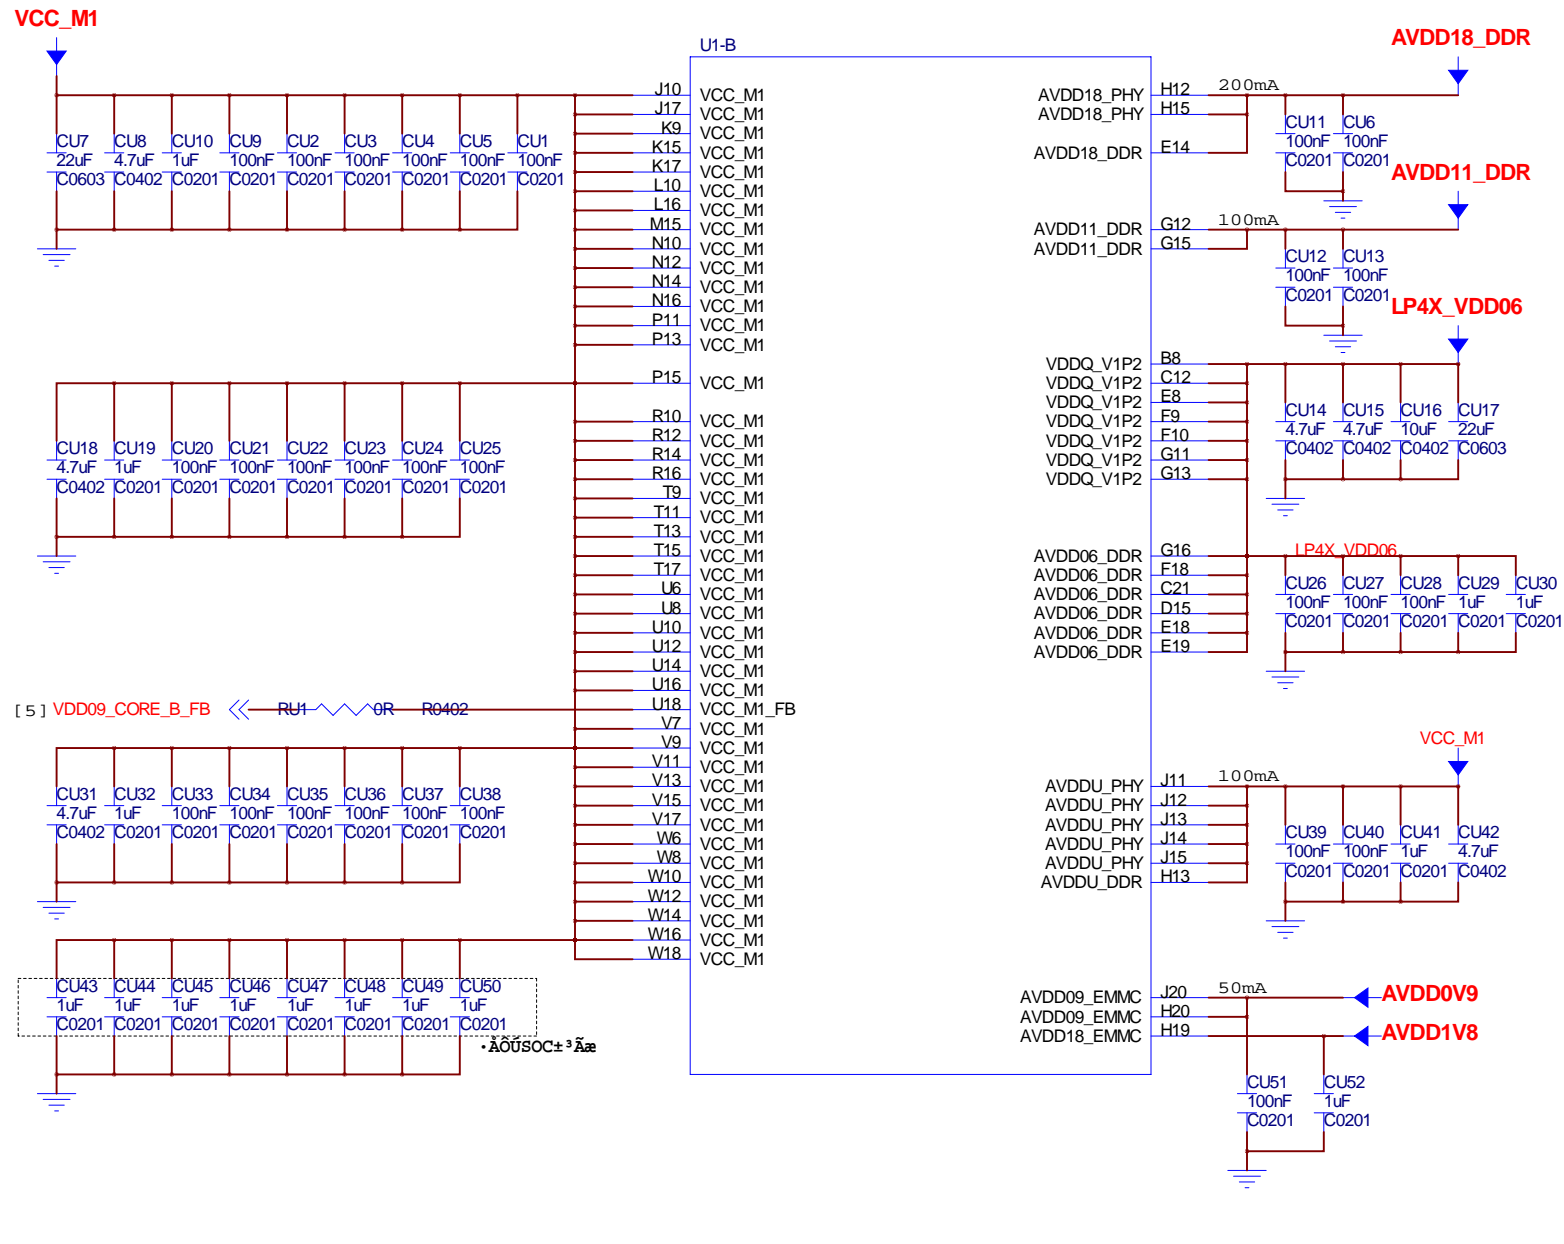 VCC_M1
U1-B
AVDD18_DDR
J10 VCC_M1
J17 VCC_M1
K9 VCC_M1
K15 VCC_M1
K17 VCC_M1
L10 VCC_M1
L16 VCC_M1
M15 VCC_M1
N10 VCC_M1
N12 VCC_M1
N14 VCC_M1
N16 VCC_M1
P11 VCC_M1
P13 VCC_M1
P15 VCC_M1
R10 VCC_M1
R12 VCC_M1
R14 VCC_M1
R16 VCC_M1
T9 VCC_M1
T11 VCC_M1
T13 VCC_M1
T15 VCC_M1
T17 VCC_M1
U6 VCC_M1
U8 VCC_M1
U10 VCC_M1
U12 VCC_M1
U14 VCC_M1
U16 VCC_M1
U18 VCC_M1_FB
V7 VCC_M1
V9 VCC_M1
V11 VCC_M1
V13 VCC_M1
V15 VCC_M1
V17 VCC_M1
W6 VCC_M1
W8 VCC_M1
W10 VCC_M1
W12 VCC_M1
W14 VCC_M1
W16 VCC_M1
W18 VCC_M1
CU7 CU8 CU10 CU9 CU2 CU3 CU4 CU5 CU1
22uF 4.7uF 1uF 100nF 100nF 100nF 100nF 100nF 100nF
C0603 C0402 C0201 C0201 C0201 C0201 C0201 C0201 C0201
CU18 CU19 CU20 CU21 CU22 CU23 CU24 CU25
4.7uF 1uF 100nF 100nF 100nF 100nF 100nF 100nF
C0402 C0201 C0201 C0201 C0201 C0201 C0201 C0201
[5] VDD09_CORE_B_FB RU1 0R R0402
CU31 CU32 CU33 CU34 CU35 CU36 CU37 CU38
4.7uF 1uF 100nF 100nF 100nF 100nF 100nF 100nF
C0402 C0201 C0201 C0201 C0201 C0201 C0201 C0201
CU43 CU44 CU45 CU46 CU47 CU48 CU49 CU50
1uF 1uF 1uF 1uF 1uF 1uF 1uF 1uF
C0201 C0201 C0201 C0201 C0201 C0201 C0201 C0201
·ÅÖÚSOC±³Ãæ
AVDD18_PHY H12 200mA
AVDD18_PHY H15
AVDD18_DDR E14
CU11 CU6
100nF 100nF
C0201 C0201
AVDD11_DDR
AVDD11_DDR G12 100mA
AVDD11_DDR G15
CU12 CU13
100nF 100nF
C0201 C0201
LP4X_VDD06
VDDQ_V1P2 B8
VDDQ_V1P2 C12
VDDQ_V1P2 E8
VDDQ_V1P2 F9
VDDQ_V1P2 F10
VDDQ_V1P2 G11
VDDQ_V1P2 G13
CU14 CU15 CU16 CU17
4.7uF 4.7uF 10uF 22uF
C0402 C0402 C0402 C0603
AVDD06_DDR G16 LP4X_VDD06
AVDD06_DDR F18
AVDD06_DDR C21
AVDD06_DDR D15
AVDD06_DDR E18
AVDD06_DDR E19
CU26 CU27 CU28 CU29 CU30
100nF 100nF 100nF 1uF 1uF
C0201 C0201 C0201 C0201 C0201
VCC_M1
AVDDU_PHY J11 100mA
AVDDU_PHY J12
AVDDU_PHY J13
AVDDU_PHY J14
AVDDU_PHY J15
AVDDU_DDR H13
CU39 CU40 CU41 CU42
100nF 100nF 1uF 4.7uF
C0201 C0201 C0201 C0402
AVDD09_EMMC J20 50mA AVDD0V9
AVDD09_EMMC H20
AVDD18_EMMC H19 AVDD1V8
CU51 CU52
100nF 1uF
C0201 C0201